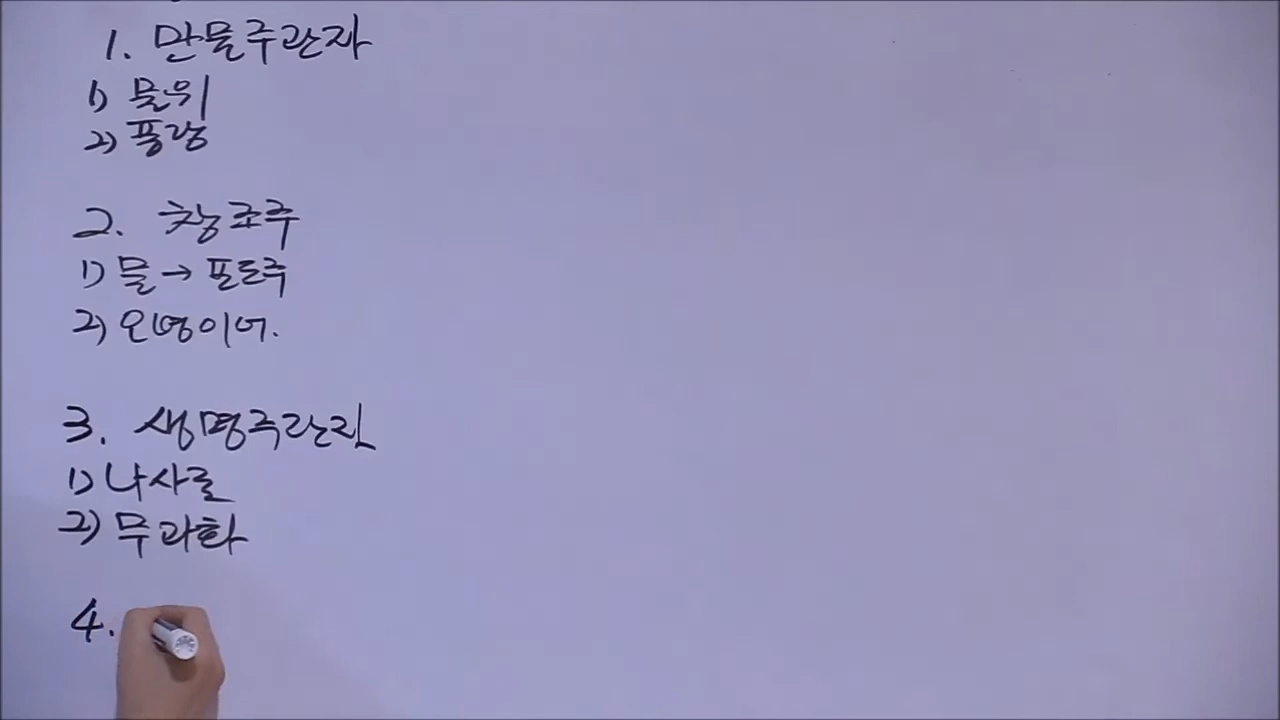 1. 만물주관자
1) 물위
2) 풍랑
2. 창조주
1) 물 → 포도주
2) 오병이어.
3. 생명주관자
1) 나사로
2) 무과화
4.